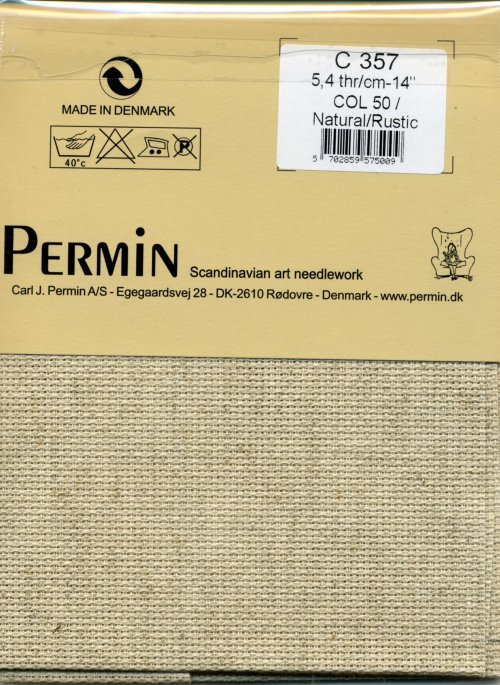 C 357
5,4 thr/cm-14"
COL 50 /
Natural/Rustic
5 702859 575009
MADE IN DENMARK
40°c
P
PERMIN
Scandinavian art needlework
Carl J. Permin A/S - Egegaardsvej 28 - DK-2610 Rødovre - Denmark - www.permin.dk